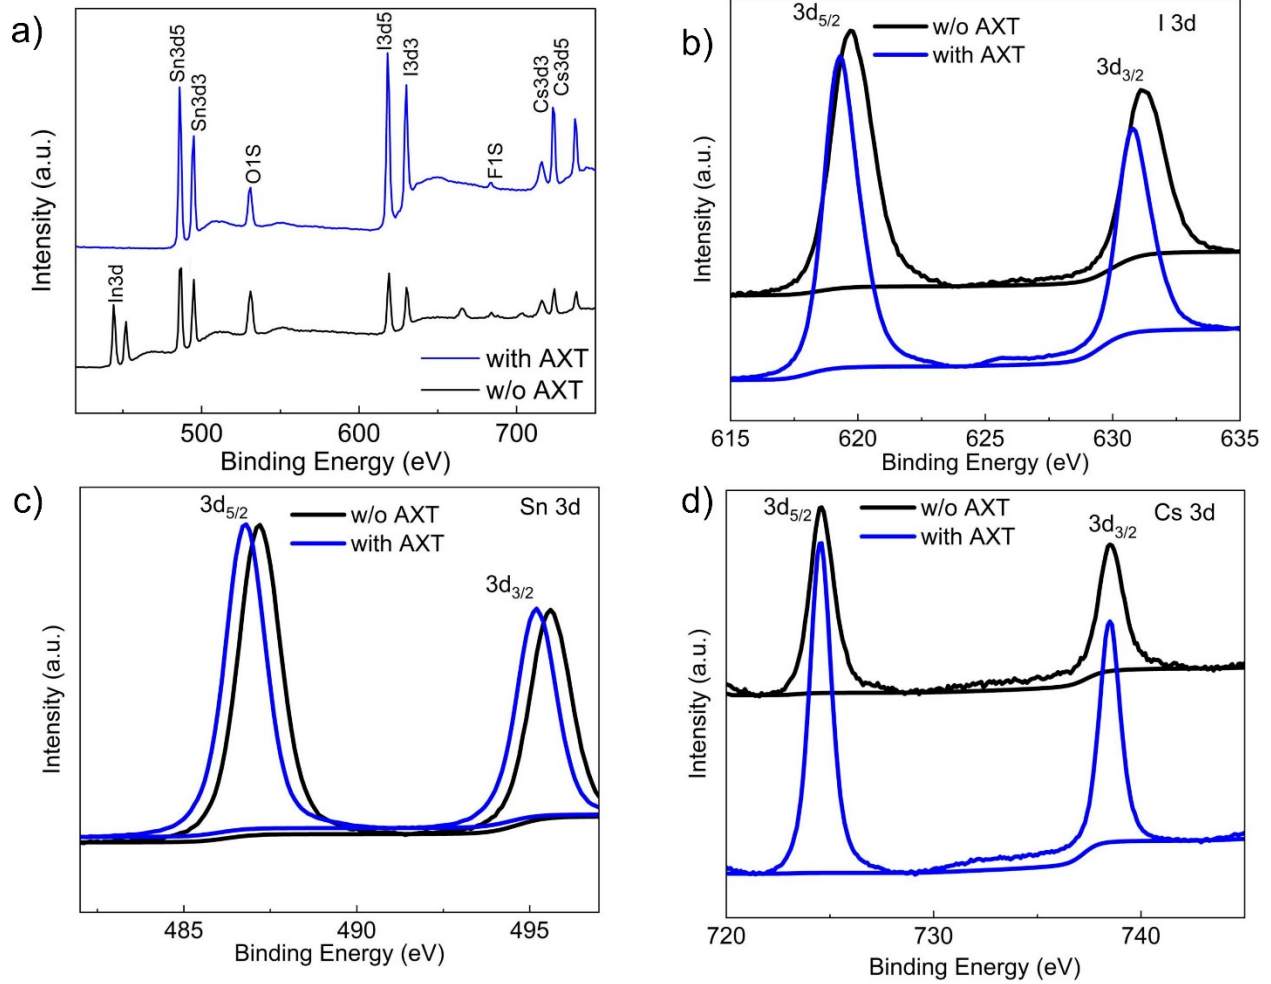 a)
Sn3d5
Sn3d3
O1S
I3d5
I3d3
F1S
Cs3d3
Cs3d5
In3d
with AXT
w/o AXT
Intensity (a.u.)
500
600
700
Binding Energy (eV)
b)
3d5/2
w/o AXT
with AXT
I 3d
3d3/2
Intensity (a.u.)
615
620
625
630
635
Binding Energy (eV)
c)
3d5/2
w/o AXT
with AXT
Sn 3d
3d3/2
Intensity (a.u.)
485
490
495
Binding Energy (eV)
d)
3d5/2
w/o AXT
with AXT
Cs 3d
3d3/2
Intensity (a.u.)
720
730
740
Binding Energy (eV)